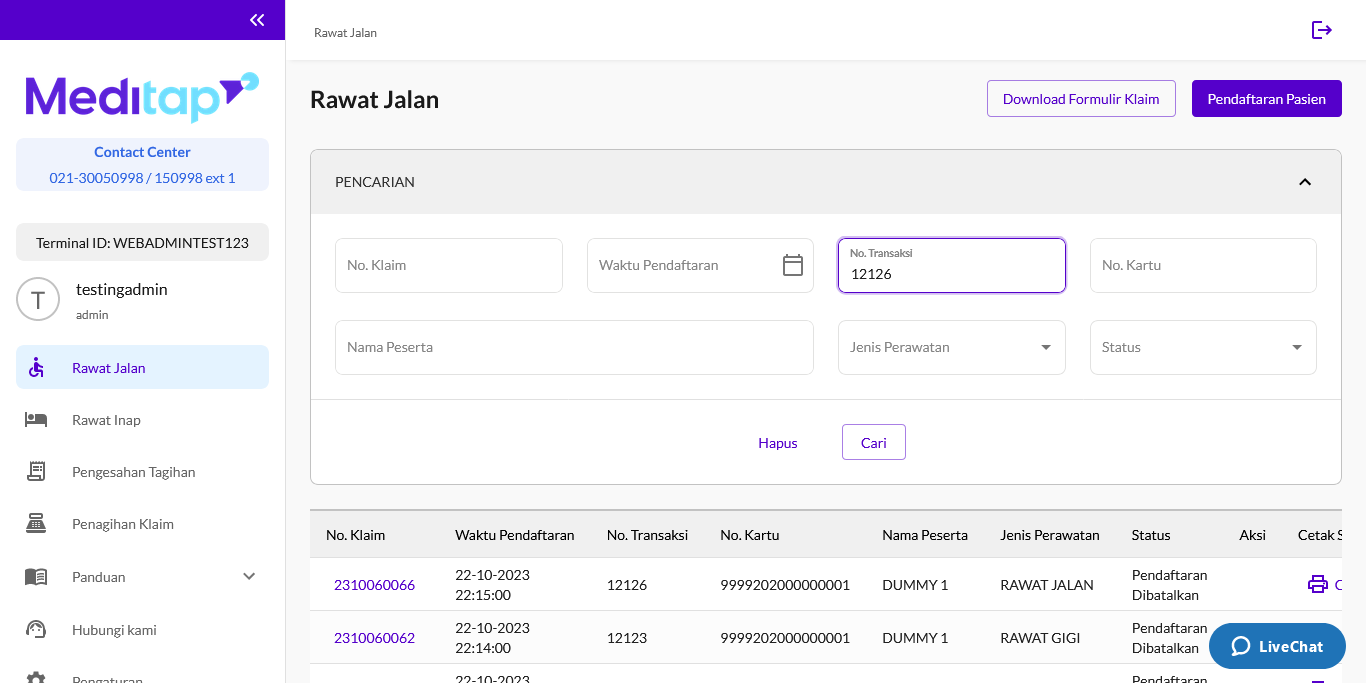 Rawat Jalan
Meditap
Contact Center
021-30050998 / 150998 ext 1
Terminal ID: WEBADMINTEST123
T
testingadmin
admin
Rawat Jalan
Rawat Inap
Pengesahan Tagihan
Penagihan Klaim
Panduan
Hubungi kami
Pengaturan
Rawat Jalan
Download Formulir Klaim
Pendaftaran Pasien
PENCARIAN
No. Klaim
Waktu Pendaftaran
No. Transaksi
12126
No. Kartu
Nama Peserta
Jenis Perawatan
Status
Hapus
Cari
No. Klaim Waktu Pendaftaran No. Transaksi No. Kartu Nama Peserta Jenis Perawatan Status Aksi Cetak
2310060066 22-10-2023 22:15:00 12126 9999202000000001 DUMMY 1 RAWAT JALAN Pendaftaran Dibatalkan
2310060062 22-10-2023 22:14:00 12123 9999202000000001 DUMMY 1 RAWAT GIGI Pendaftaran Dibatalkan
22-10-2023 Pendaftaran
LiveChat